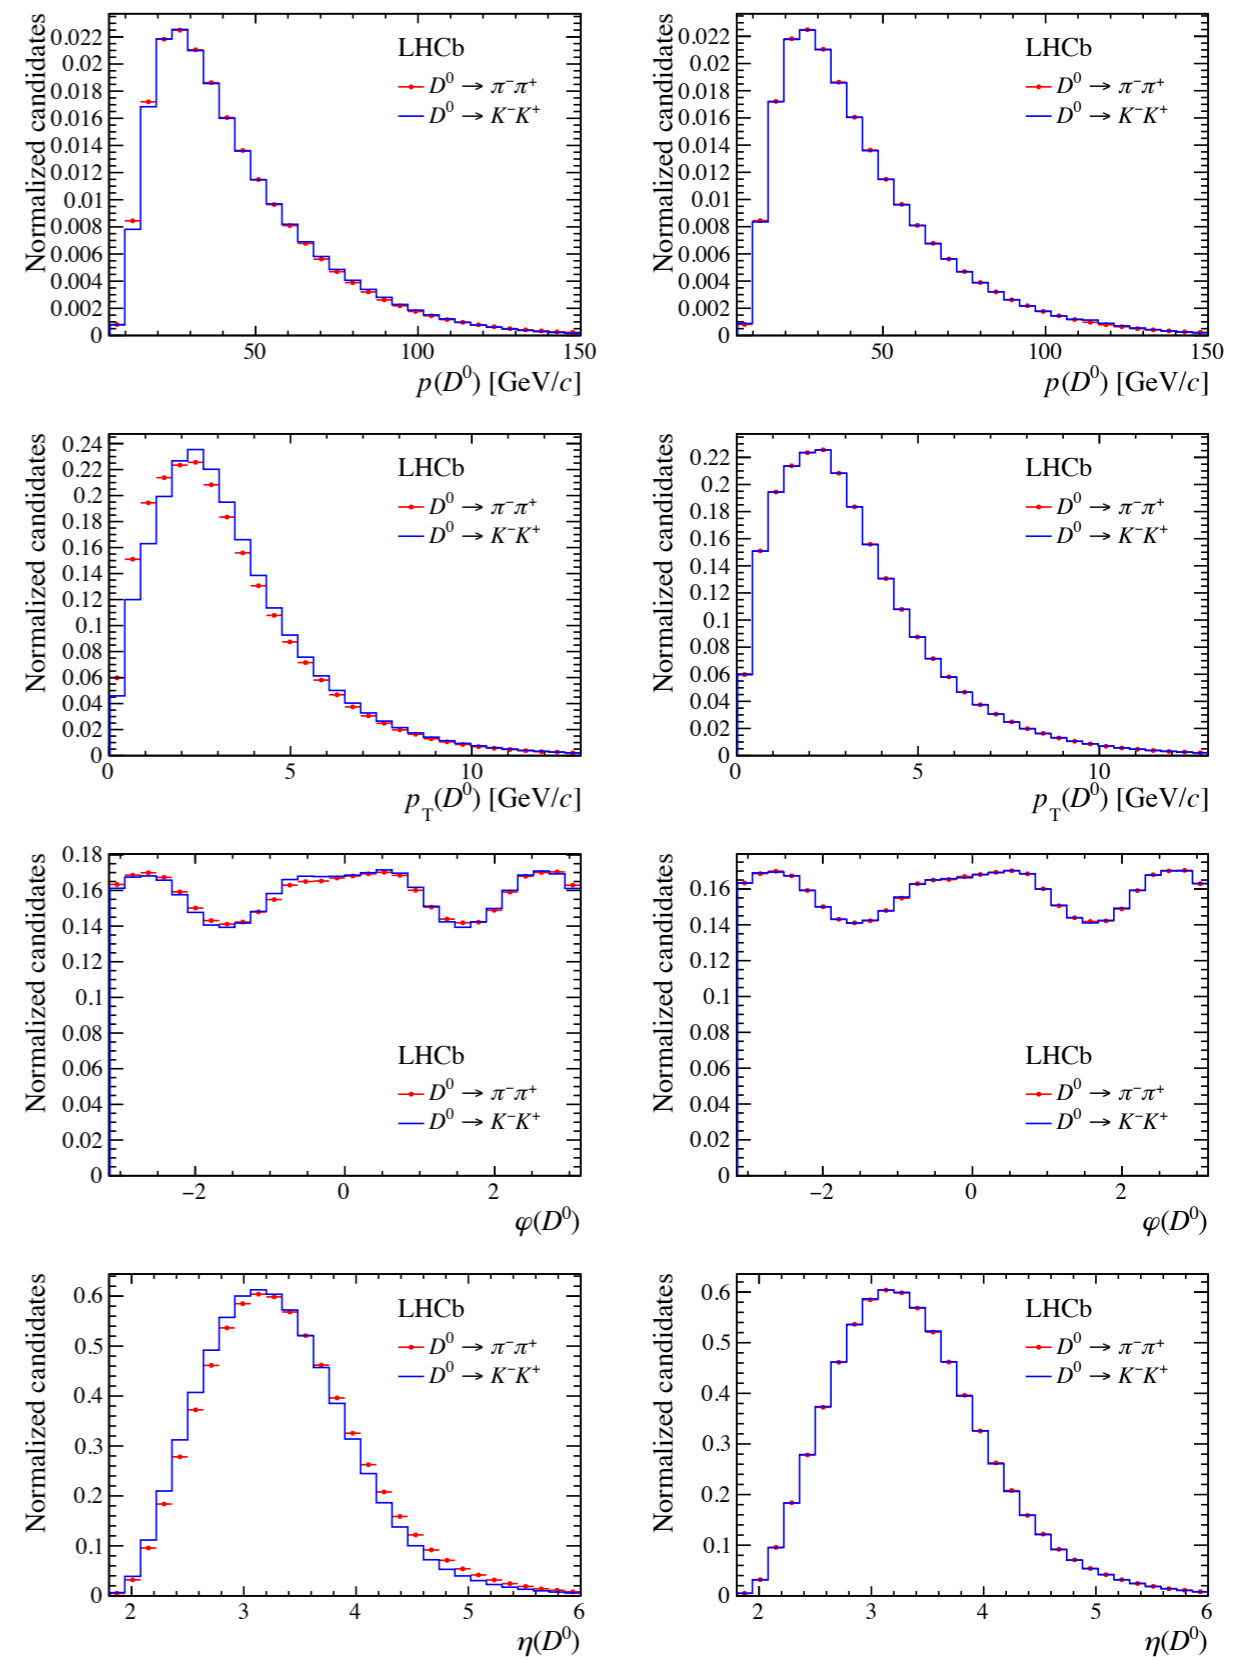 Normalized candidates
0.022
0.02
0.018
0.016
0.014
0.012
0.01
0.008
0.006
0.004
0.002
0
LHCb
D⁰ → π⁻π⁺
D⁰ → K⁻K⁺
50 100 150
p(D⁰) [GeV/c]
Normalized candidates
0.022
0.02
0.018
0.016
0.014
0.012
0.01
0.008
0.006
0.004
0.002
0
LHCb
D⁰ → π⁻π⁺
D⁰ → K⁻K⁺
50 100 150
p(D⁰) [GeV/c]
Normalized candidates
0.24
0.22
0.2
0.18
0.16
0.14
0.12
0.1
0.08
0.06
0.04
0.02
0
LHCb
D⁰ → π⁻π⁺
D⁰ → K⁻K⁺
0 5 10
p_T(D⁰) [GeV/c]
Normalized candidates
0.22
0.2
0.18
0.16
0.14
0.12
0.1
0.08
0.06
0.04
0.02
0
LHCb
D⁰ → π⁻π⁺
D⁰ → K⁻K⁺
0 5 10
p_T(D⁰) [GeV/c]
Normalized candidates
0.18
0.16
0.14
0.12
0.1
0.08
0.06
0.04
0.02
0
LHCb
D⁰ → π⁻π⁺
D⁰ → K⁻K⁺
−2 0 2
φ(D⁰)
Normalized candidates
0.16
0.14
0.12
0.1
0.08
0.06
0.04
0.02
0
LHCb
D⁰ → π⁻π⁺
D⁰ → K⁻K⁺
−2 0 2
φ(D⁰)
Normalized candidates
0.6
0.5
0.4
0.3
0.2
0.1
0
LHCb
D⁰ → π⁻π⁺
D⁰ → K⁻K⁺
2 3 4 5 6
η(D⁰)
Normalized candidates
0.6
0.5
0.4
0.3
0.2
0.1
0
LHCb
D⁰ → π⁻π⁺
D⁰ → K⁻K⁺
2 3 4 5 6
η(D⁰)